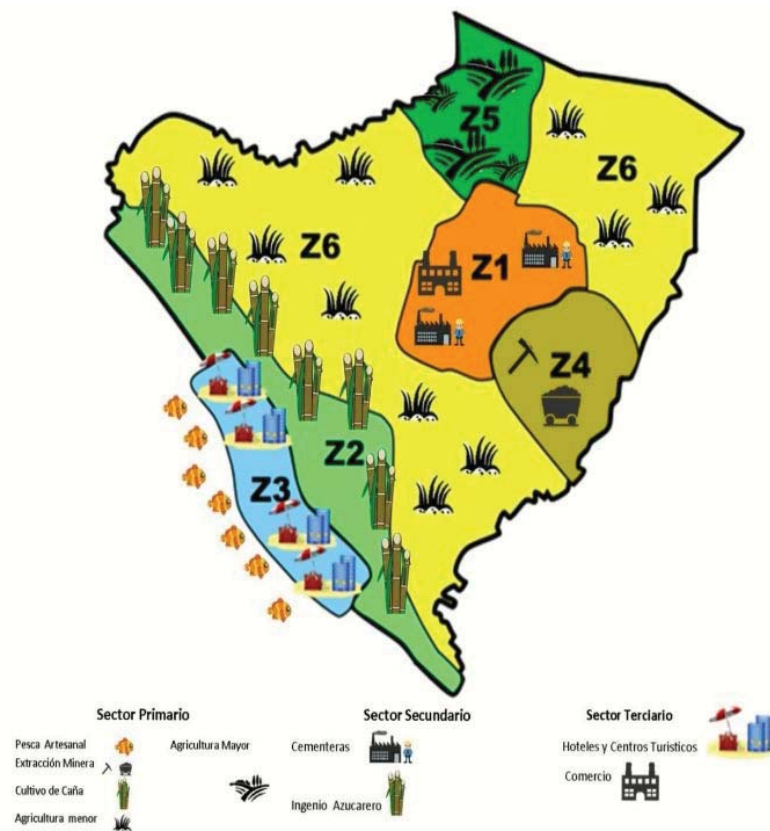 Z5
Z6
Z6
Z1
Z4
Z2
Z3
Sector Primario
Pesca Artesanal
Extracción Minera
Cultivo de Caña
Agricultura menor
Agricultura Mayor
Sector Secundario
Cementeras
Ingenio Azucarero
Sector Terciario
Hoteles y Centros Turisticos
Comercio